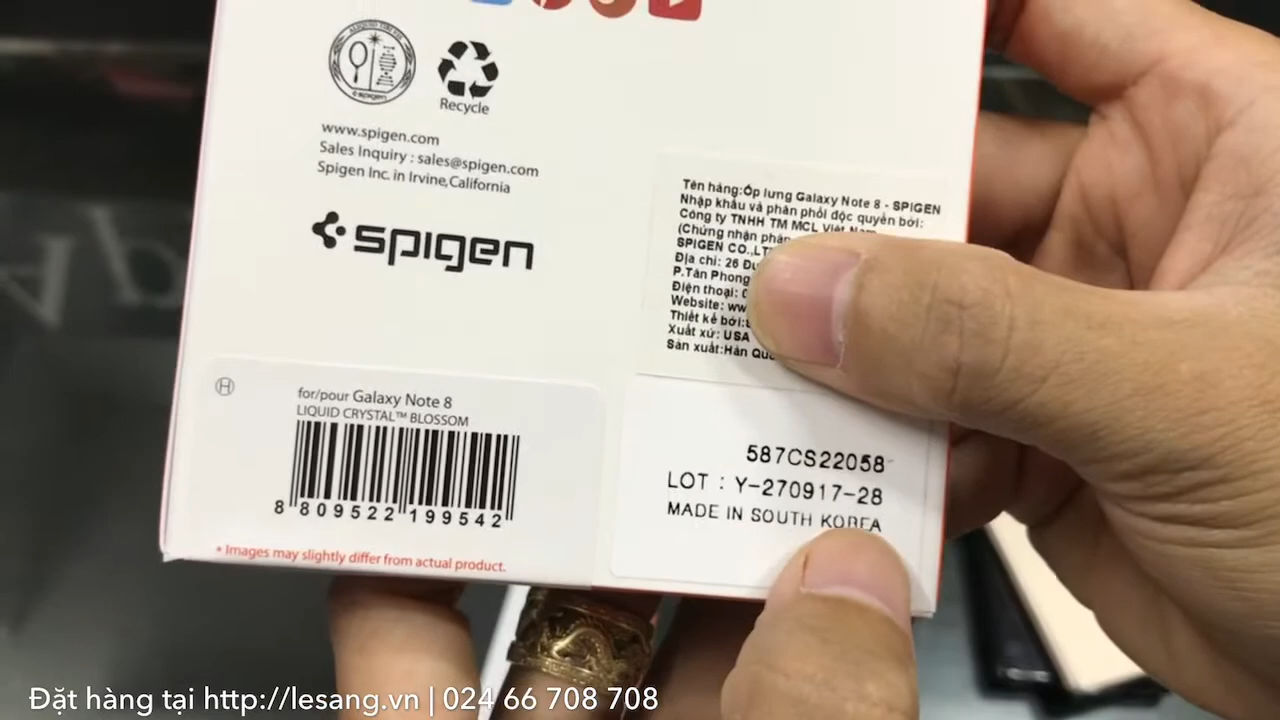 spigen
Recycle
www.spigen.com
Sales Inquiry : sales@spigen.com
Spigen Inc. in Irvine, California
spigen
Tên hàng:Ốp lưng Galaxy Note 8 - SPIGEN
Nhập khẩu và phân phối độc quyền bởi:
Công ty TNHH TM MCL Việt Nam
(Chứng nhận phân
SPIGEN CO.,LT
Địa chỉ: 26
P.Tân Phong
Điện thoại:
Website:
Thiết kế bởi:
Xuất xứ: USA
Sản xuất:Hàn
H
for/pour Galaxy Note 8
LIQUID CRYSTAL™ BLOSSOM
8 809522 199542
* Images may slightly differ from actual product.
587CS22058
LOT : Y-270917-28
MADE IN SOUTH KOREA
Đặt hàng tại http://lesang.vn | 024 66 708 708